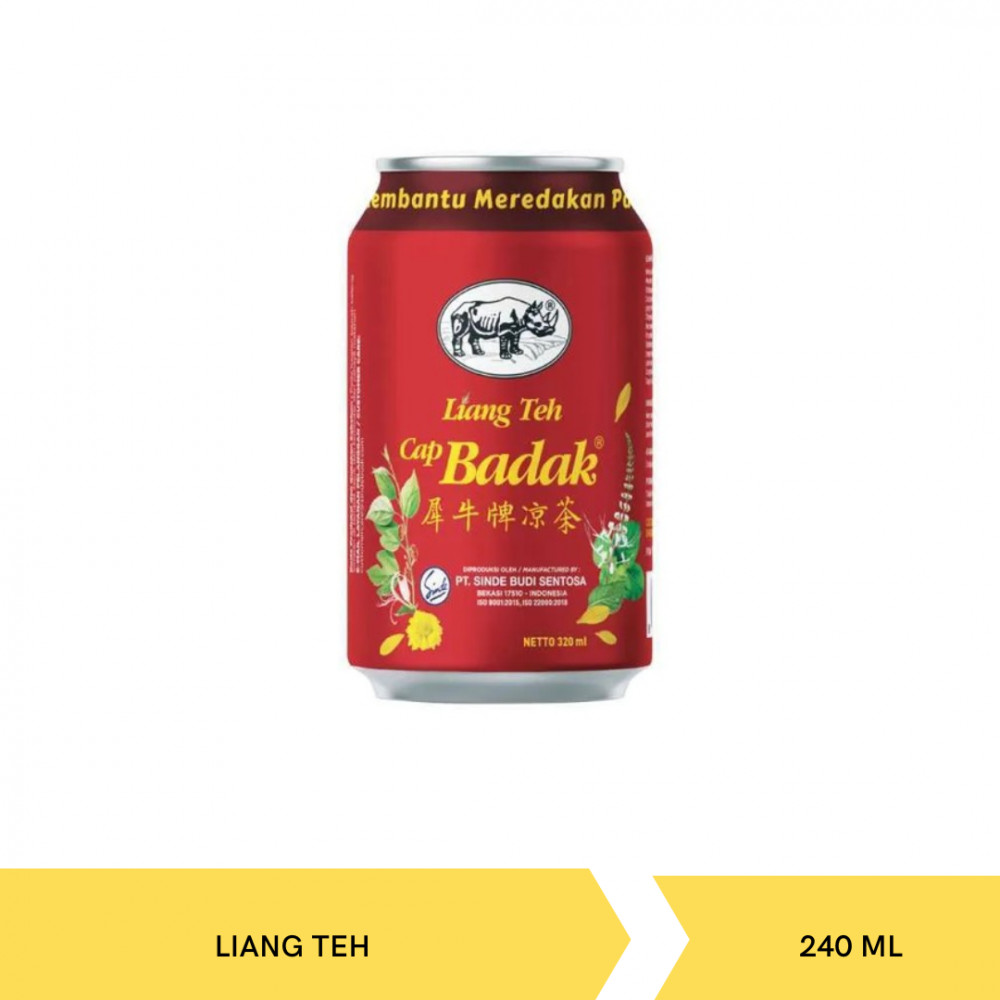 embantu Meredakan Pa
®
Liang Teh
Cap Badak®
犀牛牌凉茶
DIPRODUKSI OLEH / MANUFACTURED BY :
PT. SINDE BUDI SENTOSA
BEKASI 17510 - INDONESIA
ISO 9001:2015, ISO 22000:2018
Sinde
NETTO 320 ml
LIANG TEH
240 ML